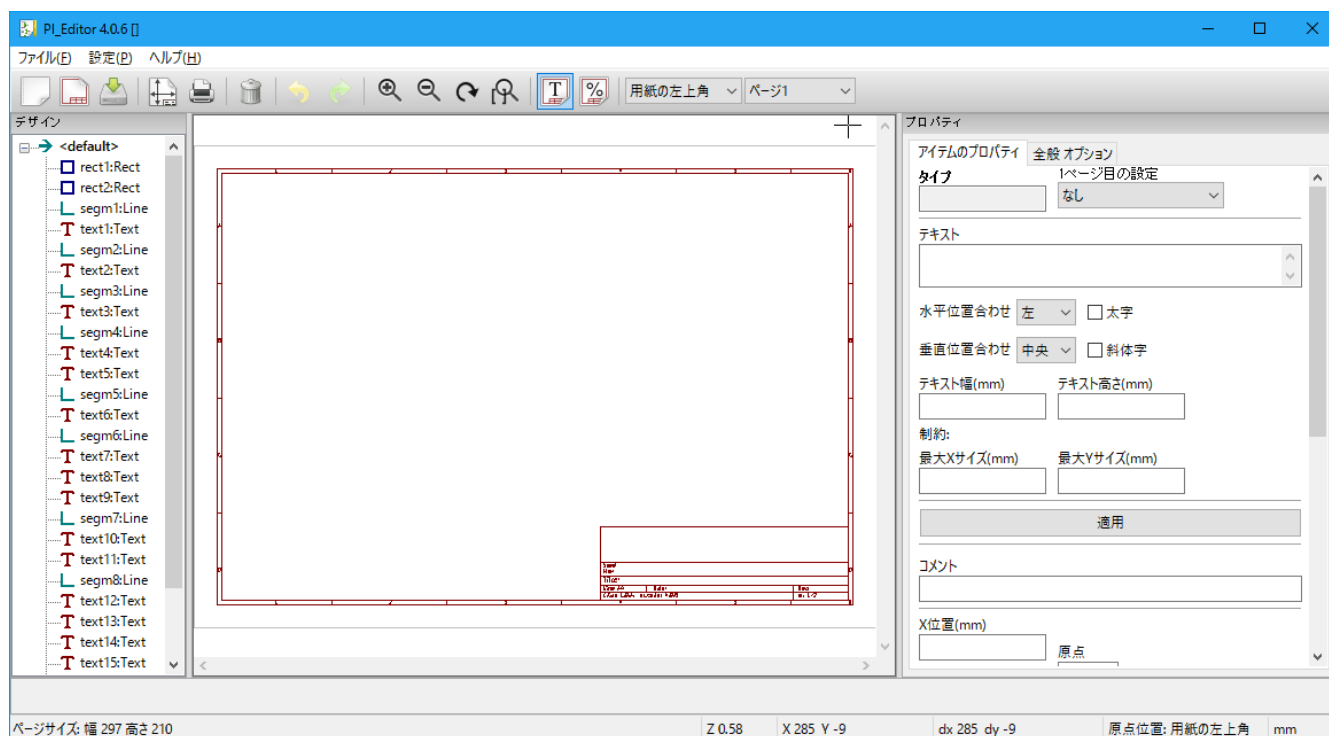 PI_Editor 4.0.6 []
ファイル(F) 設定(P) ヘルプ(H)
用紙の左上角 ページ1
デザイン
<default>
rect1:Rect
rect2:Rect
segm1:Line
text1:Text
segm2:Line
text2:Text
segm3:Line
text3:Text
segm4:Line
text4:Text
text5:Text
segm5:Line
text6:Text
segm6:Line
text7:Text
text8:Text
text9:Text
segm7:Line
text10:Text
text11:Text
segm8:Line
text12:Text
text13:Text
text14:Text
text15:Text
プロパティ
アイテムのプロパティ 全般 オプション
タイプ 1ページ目の設定
なし
テキスト
水平位置合わせ 左 太字
垂直位置合わせ 中央 斜体字
テキスト幅(mm) テキスト高さ(mm)
制約:
最大Xサイズ(mm) 最大Yサイズ(mm)
適用
コメント
X位置(mm)
原点
ページサイズ: 幅 297 高さ 210 Z 0.58 X 285 Y -9 dx 285 dy -9 原点位置: 用紙の左上角 mm